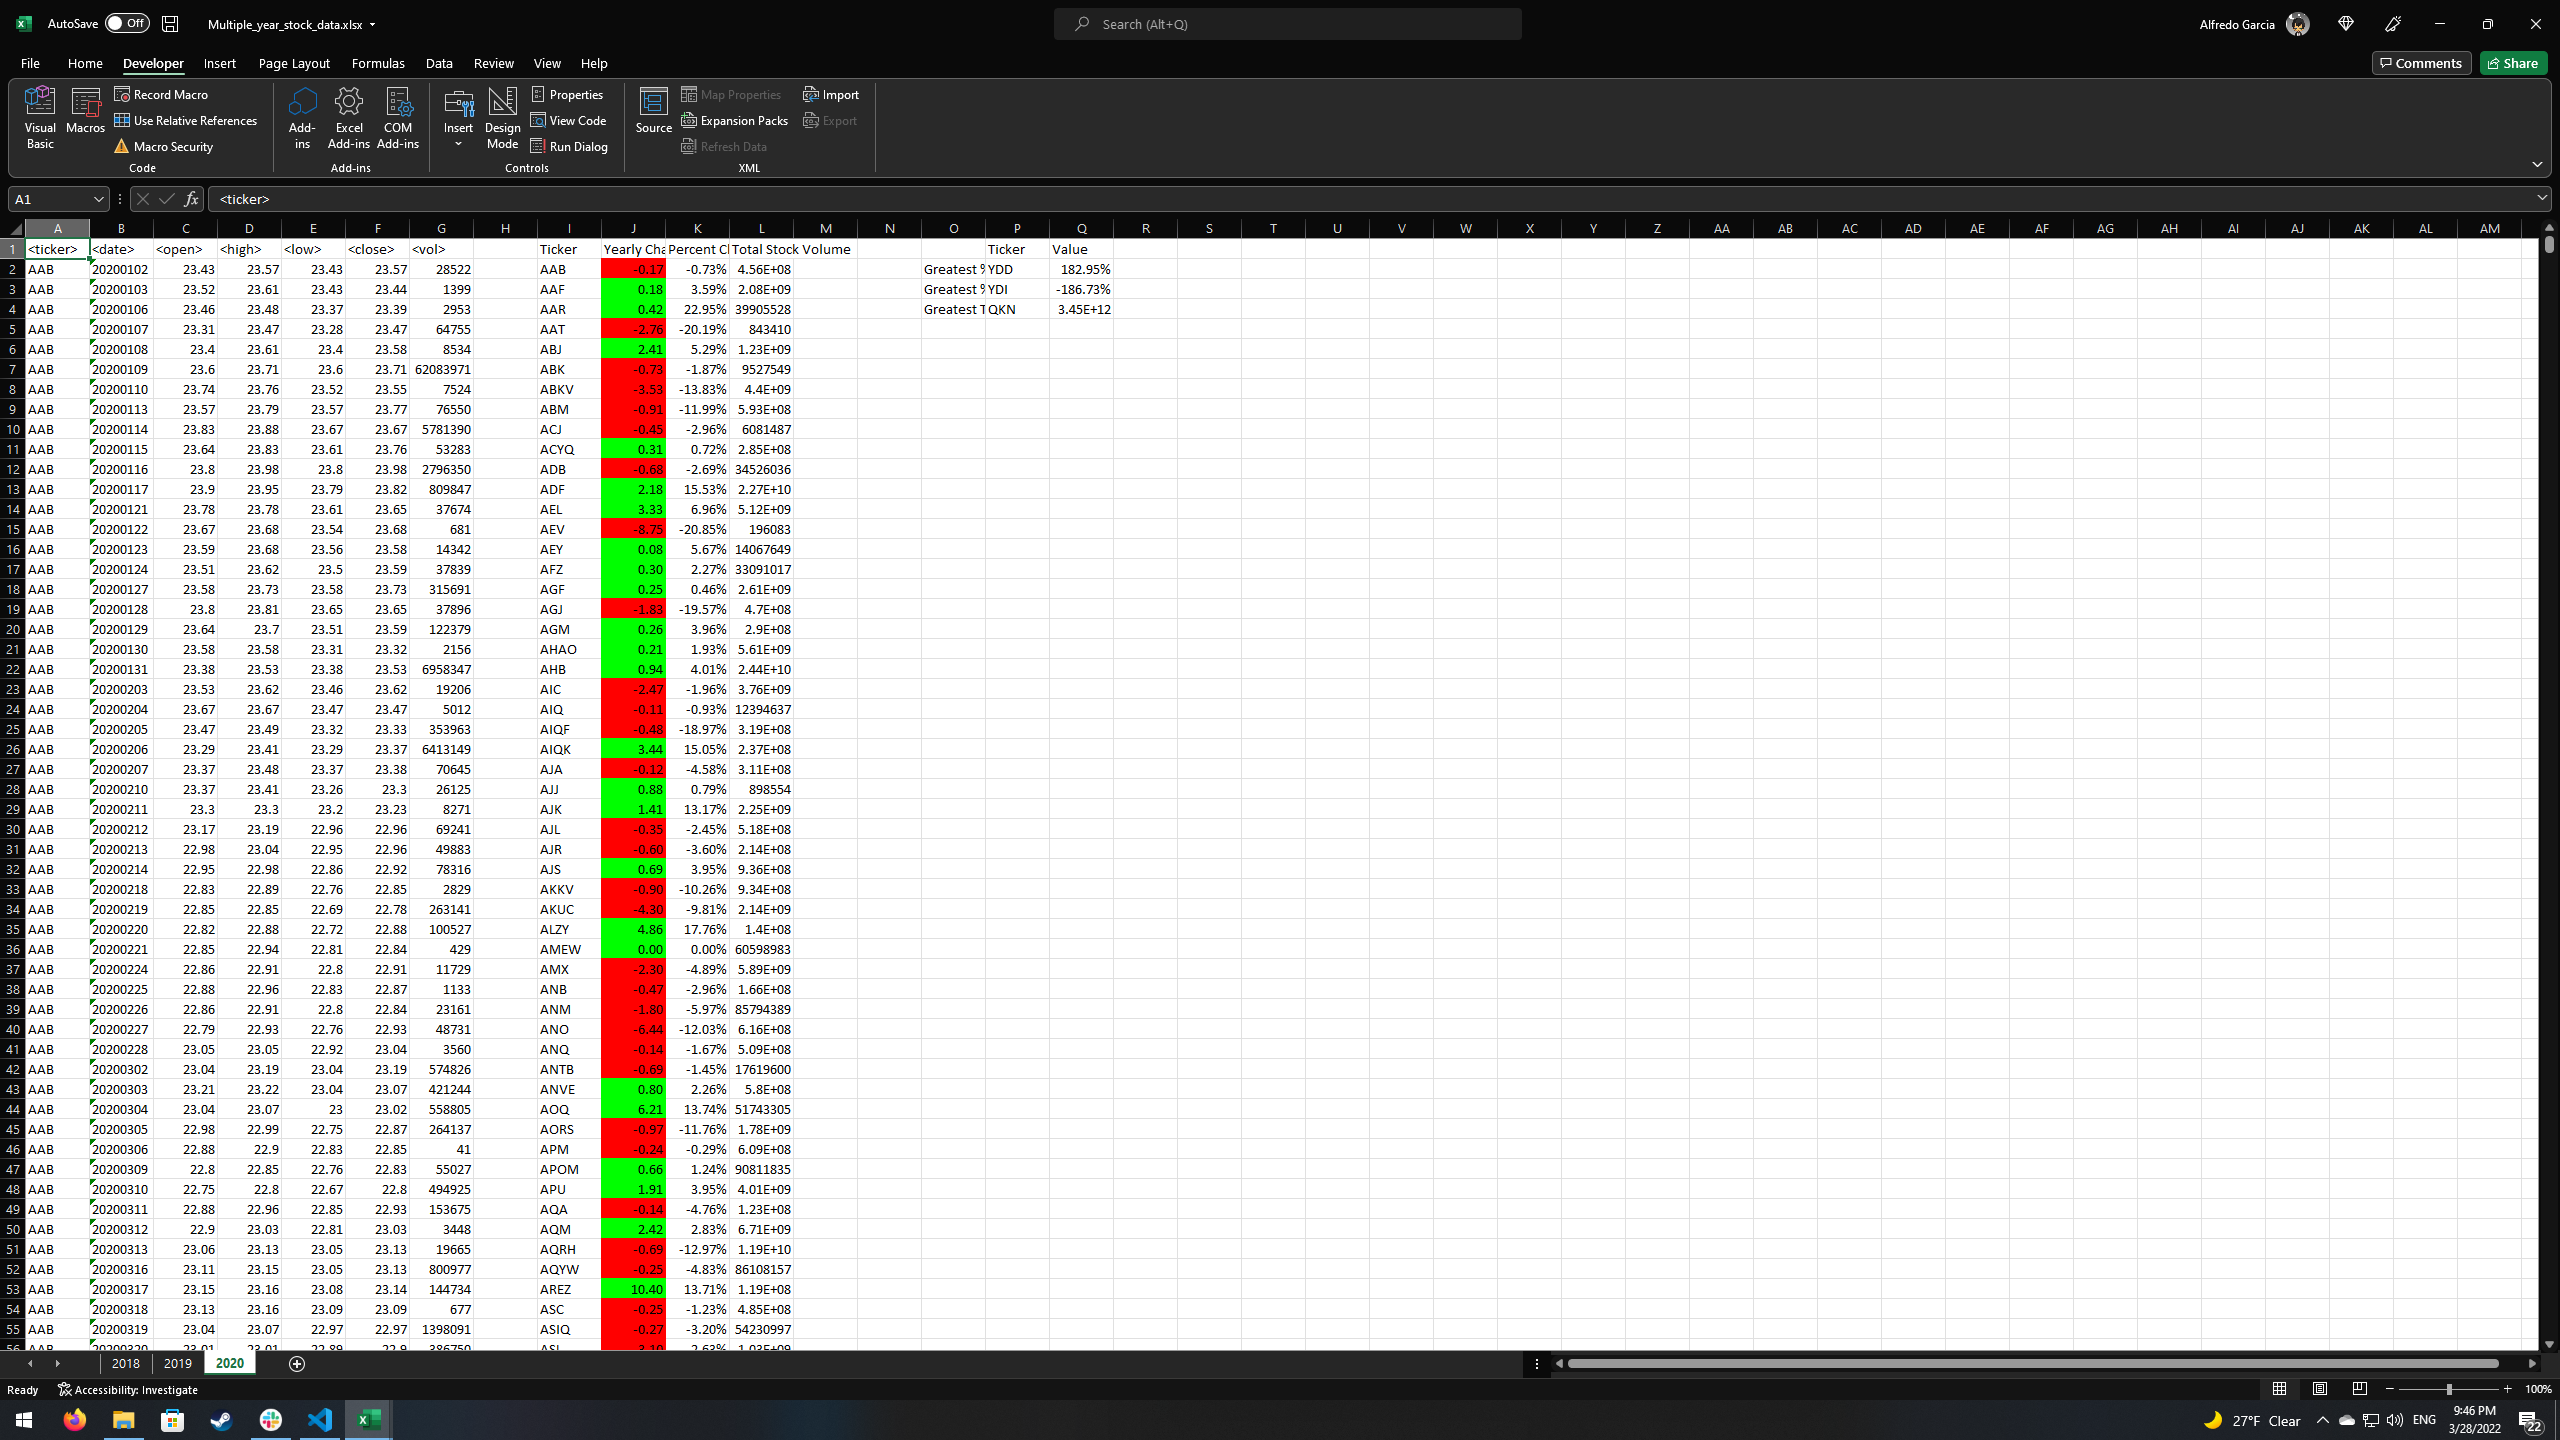 AutoSave Off Multiple_year_stock_data.xlsx Search (Alt+Q) Alfredo Garcia
File Home Developer Insert Page Layout Formulas Data Review View Help Comments Share
Visual Basic Macros Record Macro Use Relative References Macro Security Code
Add-ins Excel Add-ins COM Add-ins Add-ins
Insert Design Mode Properties View Code Run Dialog Controls
Source Map Properties Expansion Packs Refresh Data Import Export XML
A1 fx <ticker>
A B C D E F G H I J K L M N O P Q R S T U V W X Y Z AA AB AC AD AE AF AG AH AI AJ AK AL AM
1 <ticker> <date> <open> <high> <low> <close> <vol> Ticker Yearly Cha Percent Cl Total Stock Volume Ticker Value
2 AAB 20200102 23.43 23.57 23.43 23.57 28522 AAB -0.17 -0.73% 4.56E+08 Greatest % YDD 182.95%
3 AAB 20200103 23.52 23.61 23.43 23.44 1399 AAF 0.18 3.59% 2.08E+09 Greatest % YDI -186.73%
4 AAB 20200106 23.46 23.48 23.37 23.39 2953 AAR 0.42 22.95% 39905528 Greatest T QKN 3.45E+12
5 AAB 20200107 23.31 23.47 23.28 23.47 64755 AAT -2.76 -20.19% 843410
6 AAB 20200108 23.4 23.61 23.4 23.58 8534 ABJ 2.41 5.29% 1.23E+09
7 AAB 20200109 23.6 23.71 23.6 23.71 62083971 ABK -0.73 -1.87% 9527549
8 AAB 20200110 23.74 23.76 23.52 23.55 7524 ABKV -3.53 -13.83% 4.4E+09
9 AAB 20200113 23.57 23.79 23.57 23.77 76550 ABM -0.91 -11.99% 5.93E+08
10 AAB 20200114 23.83 23.88 23.67 23.67 5781390 ACJ -0.45 -2.96% 6081487
11 AAB 20200115 23.64 23.83 23.61 23.76 53283 ACYQ 0.31 0.72% 2.85E+08
12 AAB 20200116 23.8 23.98 23.8 23.98 2796350 ADB -0.68 -2.69% 34526036
13 AAB 20200117 23.9 23.95 23.79 23.82 809847 ADF 2.18 15.53% 2.27E+10
14 AAB 20200121 23.78 23.78 23.61 23.65 37674 AEL 3.33 6.96% 5.12E+09
15 AAB 20200122 23.67 23.68 23.54 23.68 681 AEV -8.75 -20.85% 196083
16 AAB 20200123 23.59 23.68 23.56 23.58 14342 AEY 0.08 5.67% 14067649
17 AAB 20200124 23.51 23.62 23.5 23.59 37839 AFZ 0.30 2.27% 33091017
18 AAB 20200127 23.58 23.73 23.58 23.73 315691 AGF 0.25 0.46% 2.61E+09
19 AAB 20200128 23.8 23.81 23.65 23.65 37896 AGJ -1.83 -19.57% 4.7E+08
20 AAB 20200129 23.64 23.7 23.51 23.59 122379 AGM 0.26 3.96% 2.9E+08
21 AAB 20200130 23.58 23.58 23.31 23.32 2156 AHAO 0.21 1.93% 5.61E+09
22 AAB 20200131 23.38 23.53 23.38 23.53 6958347 AHB 0.94 4.01% 2.44E+10
23 AAB 20200203 23.53 23.62 23.46 23.62 19206 AIC -2.47 -1.96% 3.76E+09
24 AAB 20200204 23.67 23.67 23.47 23.47 5012 AIQ -0.11 -0.93% 12394637
25 AAB 20200205 23.47 23.49 23.32 23.33 353963 AIQF -0.48 -18.97% 3.19E+08
26 AAB 20200206 23.29 23.41 23.29 23.37 6413149 AIQK 3.44 15.05% 2.37E+08
27 AAB 20200207 23.37 23.48 23.37 23.38 70645 AJA -0.12 -4.58% 3.11E+08
28 AAB 20200210 23.37 23.41 23.26 23.3 26125 AJJ 0.88 0.79% 898554
29 AAB 20200211 23.3 23.3 23.2 23.23 8271 AJK 1.41 13.17% 2.25E+09
30 AAB 20200212 23.17 23.19 22.96 22.96 69241 AJL -0.35 -2.45% 5.18E+08
31 AAB 20200213 22.98 23.04 22.95 22.96 49883 AJR -0.60 -3.60% 2.14E+08
32 AAB 20200214 22.95 22.98 22.86 22.92 78316 AJS 0.69 3.95% 9.36E+08
33 AAB 20200218 22.83 22.89 22.76 22.85 2829 AKKV -0.90 -10.26% 9.34E+08
34 AAB 20200219 22.85 22.85 22.69 22.78 263141 AKUC -4.30 -9.81% 2.14E+09
35 AAB 20200220 22.82 22.88 22.72 22.88 100527 ALZY 4.86 17.76% 1.4E+08
36 AAB 20200221 22.85 22.94 22.81 22.84 429 AMEW 0.00 0.00% 60598983
37 AAB 20200224 22.86 22.91 22.8 22.91 11729 AMX -2.30 -4.89% 5.89E+09
38 AAB 20200225 22.88 22.96 22.83 22.87 1133 ANB -0.47 -2.96% 1.66E+08
39 AAB 20200226 22.86 22.91 22.8 22.84 23161 ANM -1.80 -5.97% 85794389
40 AAB 20200227 22.79 22.93 22.76 22.93 48731 ANO -6.44 -12.03% 6.16E+08
41 AAB 20200228 23.05 23.05 22.92 23.04 3560 ANQ -0.14 -1.67% 5.09E+08
42 AAB 20200302 23.04 23.19 23.04 23.19 574826 ANTB -0.69 -1.45% 17619600
43 AAB 20200303 23.21 23.22 23.04 23.07 421244 ANVE 0.80 2.26% 5.8E+08
44 AAB 20200304 23.04 23.07 23 23.02 558805 AOQ 6.21 13.74% 51743305
45 AAB 20200305 22.98 22.99 22.75 22.87 264137 AORS -0.97 -11.76% 1.78E+09
46 AAB 20200306 22.88 22.9 22.83 22.85 41 APM -0.24 -0.29% 6.09E+08
47 AAB 20200309 22.8 22.85 22.76 22.83 55027 APOM 0.66 1.24% 90811835
48 AAB 20200310 22.75 22.8 22.67 22.8 494925 APU 1.91 3.95% 4.01E+09
49 AAB 20200311 22.88 22.96 22.85 22.93 153675 AQA -0.14 -4.76% 1.23E+08
50 AAB 20200312 22.9 23.03 22.81 23.03 3448 AQM 2.42 2.83% 6.71E+09
51 AAB 20200313 23.06 23.13 23.05 23.13 19665 AQRH -0.69 -12.97% 1.19E+10
52 AAB 20200316 23.11 23.15 23.05 23.13 800977 AQYW -0.25 -4.83% 86108157
53 AAB 20200317 23.15 23.16 23.08 23.14 144734 AREZ 10.40 13.71% 1.19E+08
54 AAB 20200318 23.13 23.16 23.09 23.09 677 ASC -0.25 -1.23% 4.85E+08
55 AAB 20200319 23.04 23.07 22.97 22.97 1398091 ASIQ -0.27 -3.20% 54230997
56 AAB 20200320 23.01 23.01 22.89 22.9 386750
2018 2019 2020
Ready Accessibility: Investigate 100%
27°F Clear ENG 9:46 PM 3/28/2022 22